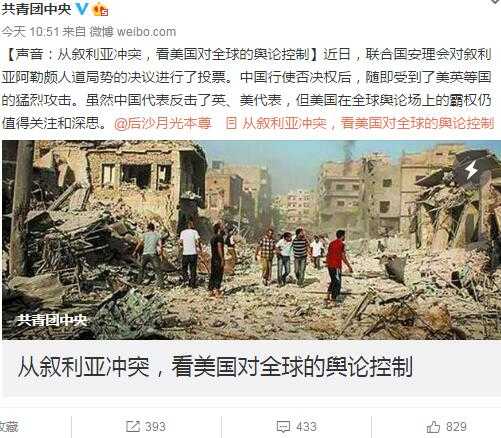 共青团中央
今天 10:51 来自 微博 weibo.com
【声音：从叙利亚冲突，看美国对全球的舆论控制】近日，联合国安理会对叙利
亚阿勒颇人道局势的决议进行了投票。中国行使否决权后，随即受到了美英等国
的猛烈攻击。虽然中国代表反击了英、美代表，但美国在全球舆论场上的霸权仍
值得关注和深思。@后沙月光本尊 从叙利亚冲突，看美国对全球的舆论控制
共青团中央
从叙利亚冲突，看美国对全球的舆论控制
收藏 393 433 829